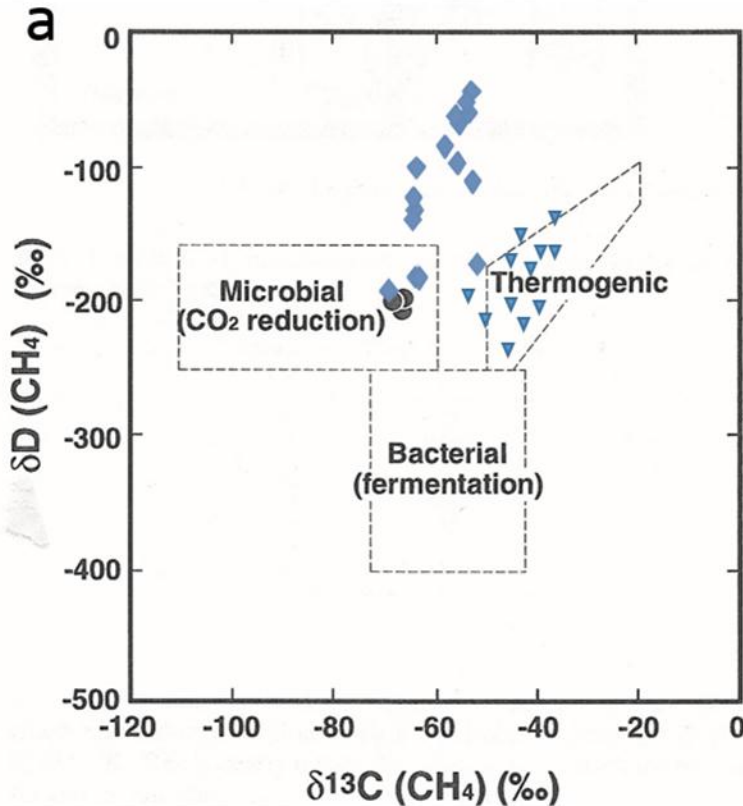 a
0
-100
-200
-300
-400
-500
δD (CH₄) (‰)
Microbial
(CO₂ reduction)
Thermogenic
Bacterial
(fermentation)
-120 -100 -80 -60 -40 -20 0
δ¹³C (CH₄) (‰)